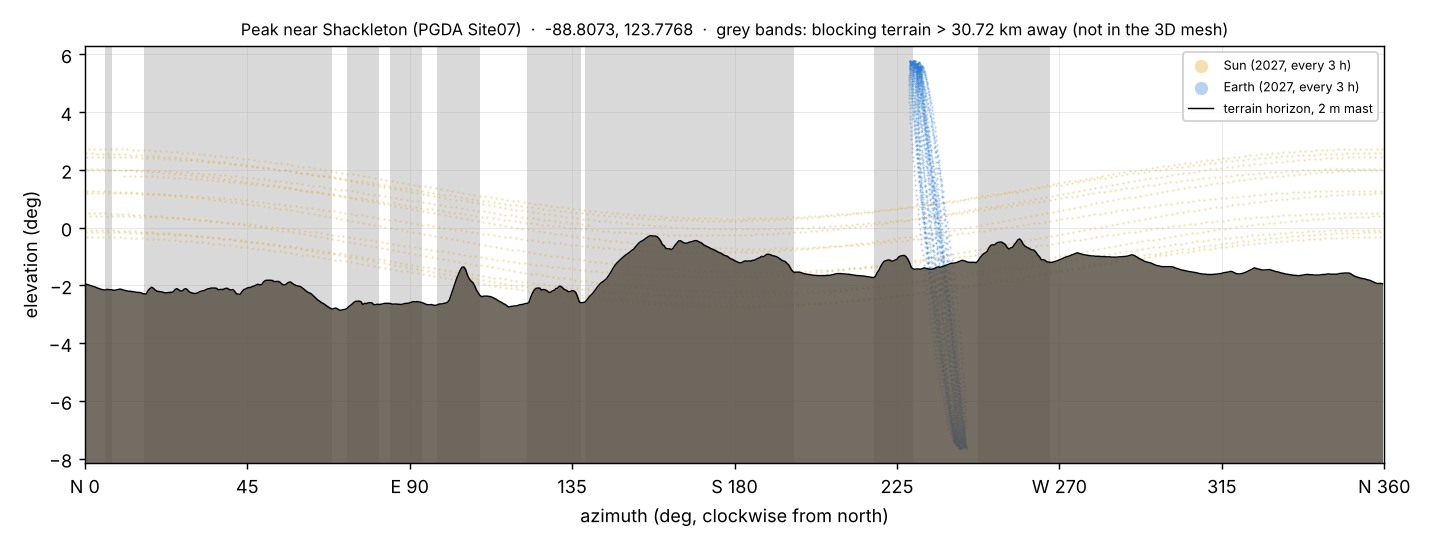 Peak near Shackleton (PGDA Site07) · -88.8073, 123.7768 · grey bands: blocking terrain > 30.72 km away (not in the 3D mesh)
Sun (2027, every 3 h)
Earth (2027, every 3 h)
terrain horizon, 2 m mast
elevation (deg)
6
4
2
0
−2
−4
−6
−8
N 0
45
E 90
135
S 180
225
W 270
315
N 360
azimuth (deg, clockwise from north)